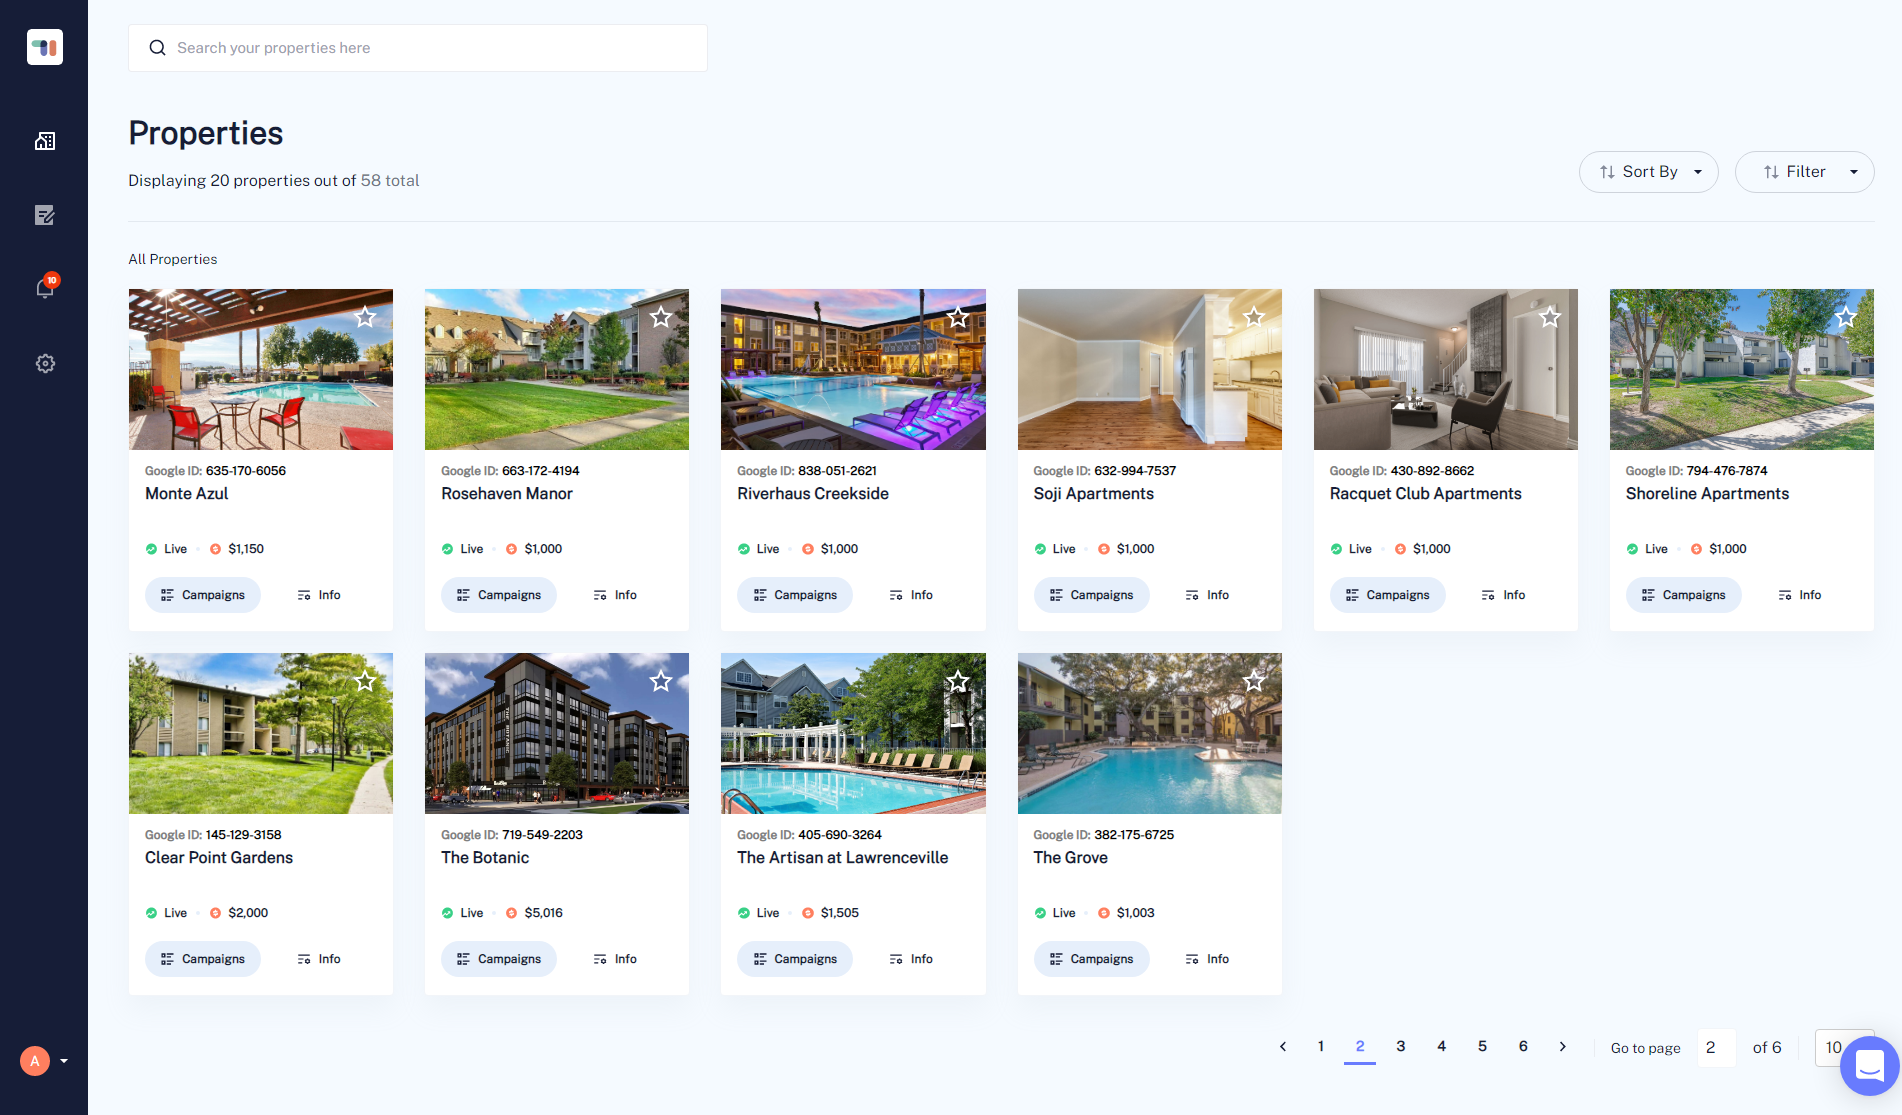 Search your properties here
Properties
Displaying 20 properties out of 58 total
Sort By
Filter
10
All Properties
Google ID: 635-170-6056
Monte Azul
Live $1,150
Campaigns Info
Google ID: 663-172-4194
Rosehaven Manor
Live $1,000
Campaigns Info
Google ID: 838-051-2621
Riverhaus Creekside
Live $1,000
Campaigns Info
Google ID: 632-994-7537
Soji Apartments
Live $1,000
Campaigns Info
Google ID: 430-892-8662
Racquet Club Apartments
Live $1,000
Campaigns Info
Google ID: 794-476-7874
Shoreline Apartments
Live $1,000
Campaigns Info
Google ID: 145-129-3158
Clear Point Gardens
Live $2,000
Campaigns Info
Google ID: 719-549-2203
The Botanic
Live $5,016
Campaigns Info
Google ID: 405-690-3264
The Artisan at Lawrenceville
Live $1,505
Campaigns Info
Google ID: 382-175-6725
The Grove
Live $1,003
Campaigns Info
1 2 3 4 5 6 Go to page 2 of 6 10
A